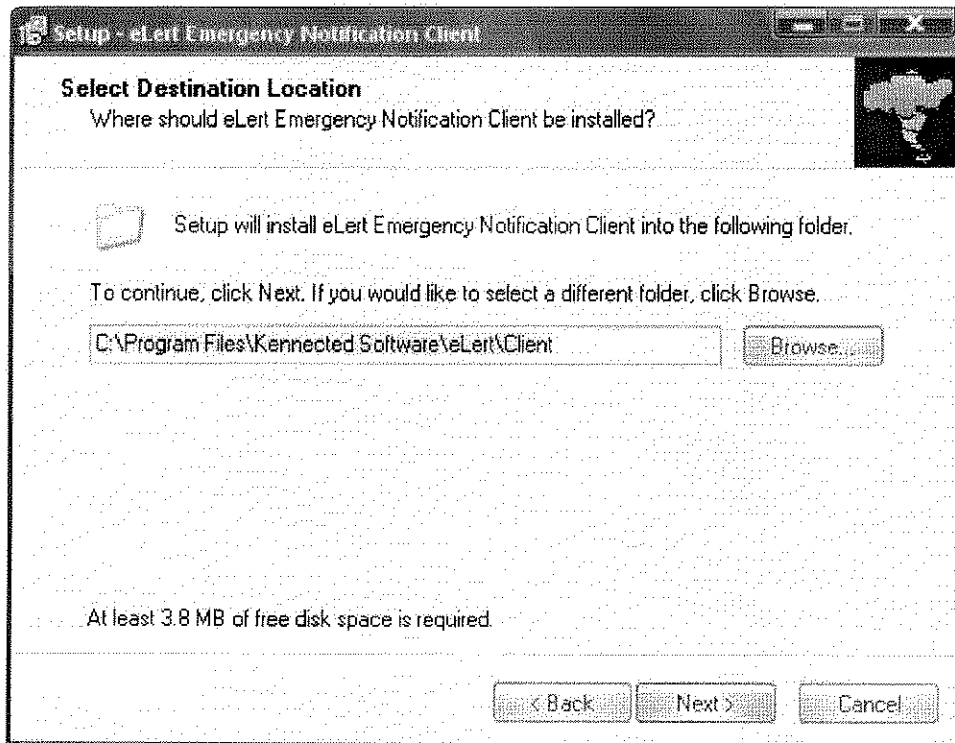 Setup - eLert Emergency Notification Client
Select Destination Location
Where should eLert Emergency Notification Client be installed?
Setup will install eLert Emergency Notification Client into the following folder.
To continue, click Next. If you would like to select a different folder, click Browse.
C:\Program Files\Kennected Software\eLert\Client
Browse...
At least 3.8 MB of free disk space is required.
< Back
Next >
Cancel